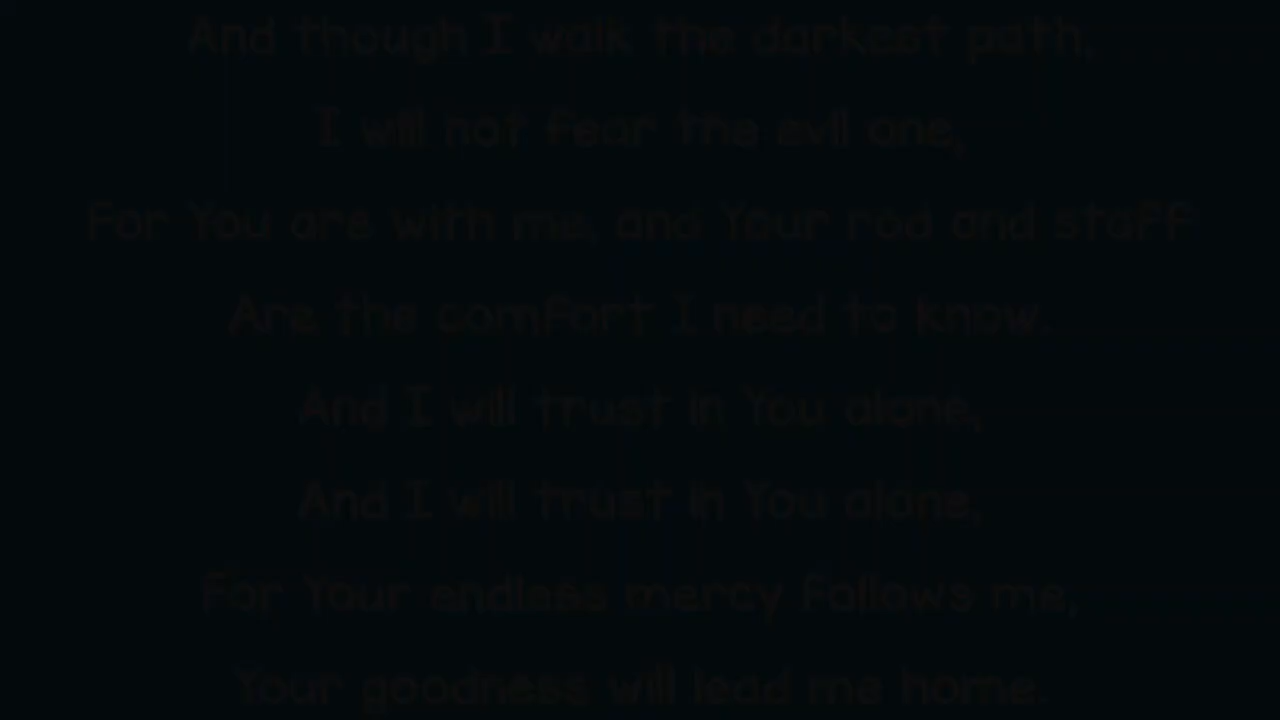 And though I walk the darkest path,
I will not fear the evil one,
For You are with me, and Your rod and staff
Are the comfort I need to know.
And I will trust in You alone,
And I will trust in You alone,
For Your endless mercy follows me,
Your goodness will lead me home.